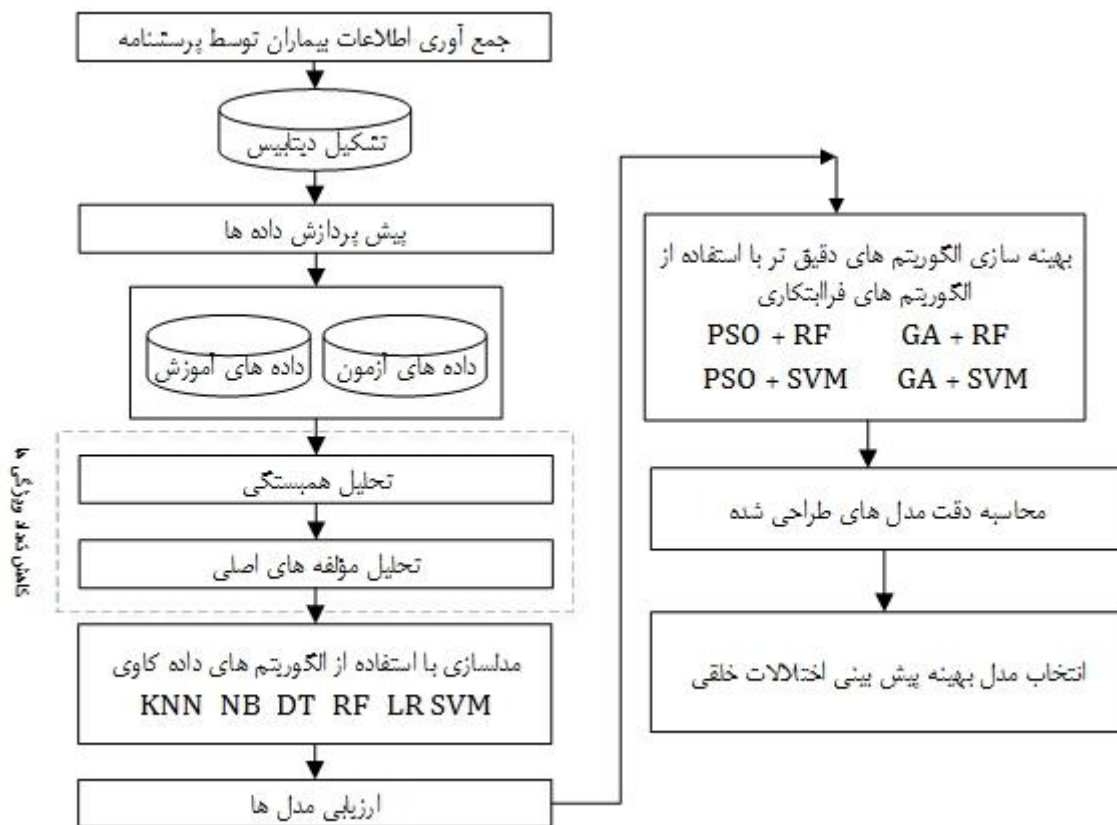 جمع آوری اطلاعات بیماران توسط پرسشنامه
تشکیل دیتابیس
پیش پردازش داده ها
داده های آزمون
داده های آموزش
کاهش تعداد ویژگی ها
تحلیل همبستگی
تحلیل مؤلفه های اصلی
مدلسازی با استفاده از الگوریتم های داده کاوی
KNN NB DT RF LR SVM
ارزیابی مدل ها
بهینه سازی الگوریتم های دقیق تر با استفاده از
الگوریتم های فراابتکاری
PSO + RF GA + RF
PSO + SVM GA + SVM
محاسبه دقت مدل های طراحی شده
انتخاب مدل بهینه پیش بینی اختلالات خلقی